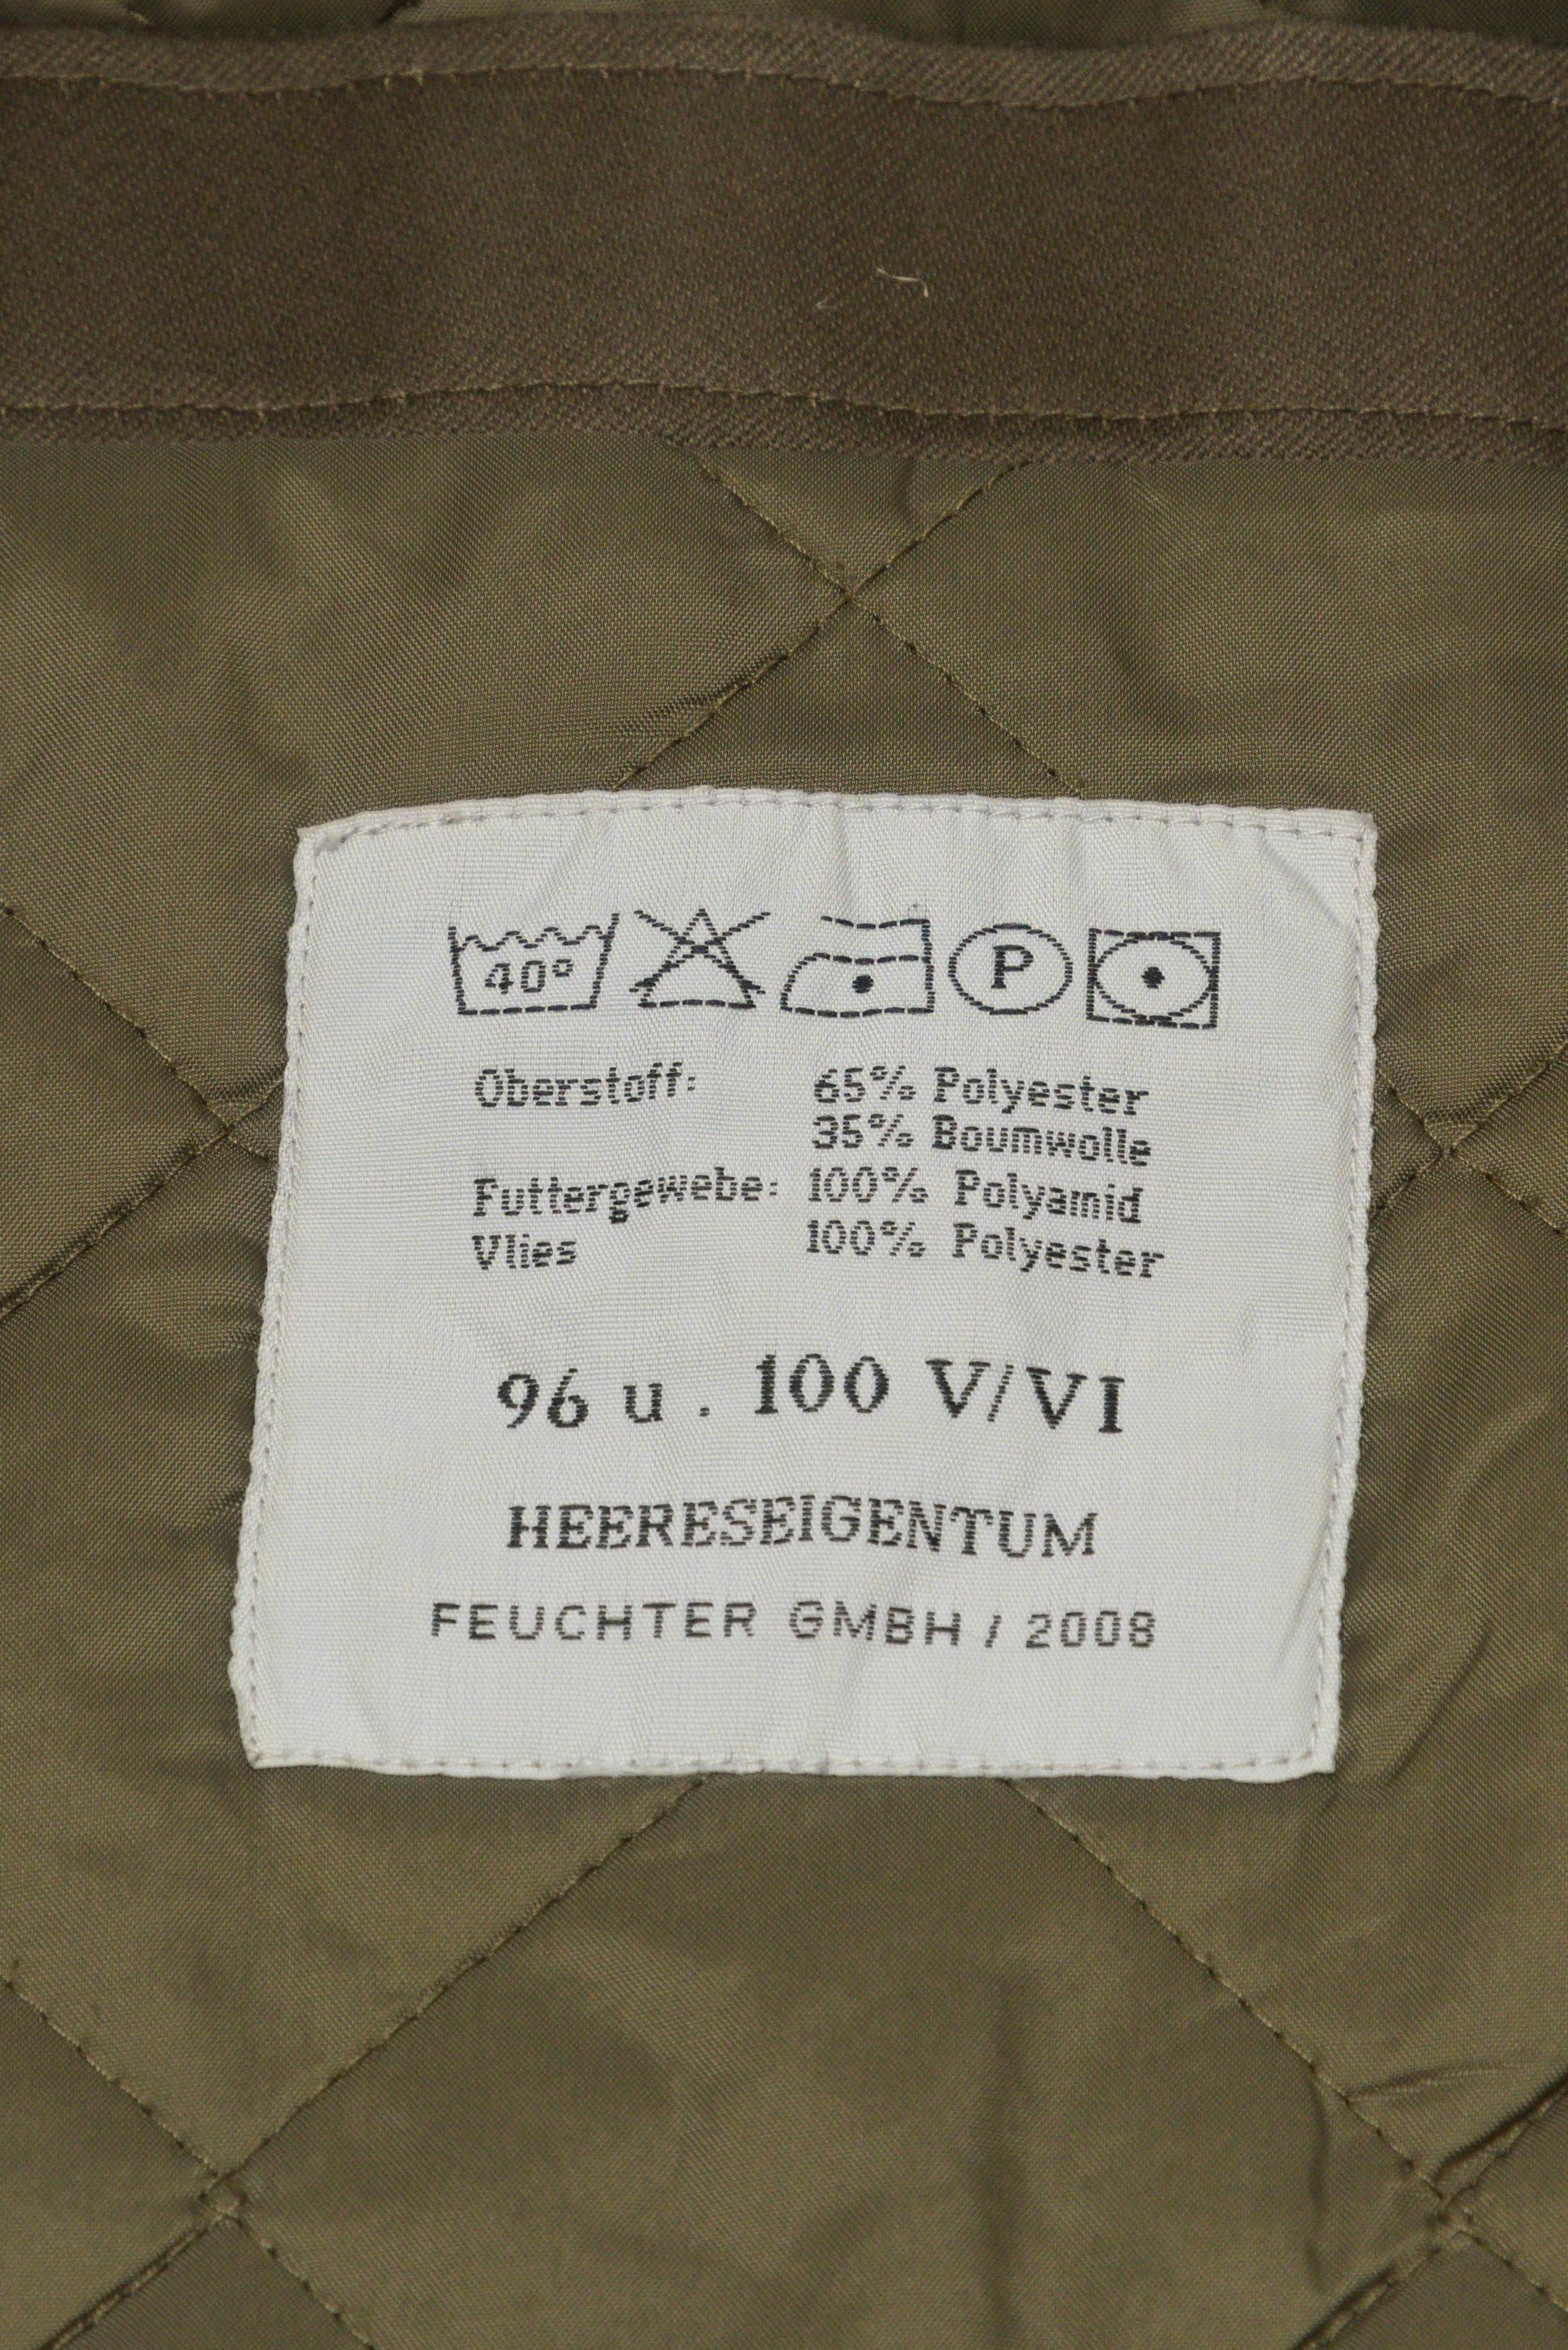 40°
P
Oberstoff: 65% Polyester
35% Baumwolle
Futtergewebe: 100% Polyamid
Vlies 100% Polyester
96 u. 100 V/VI
HEERESEIGENTUM
FEUCHTER GMBH / 2008